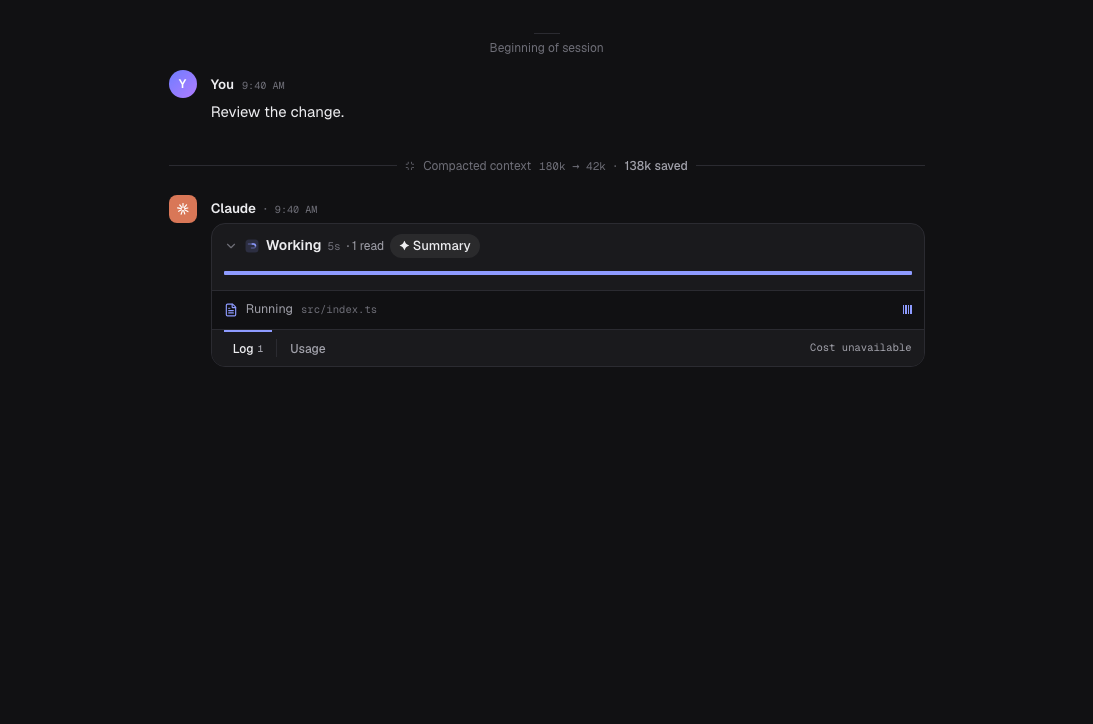 Beginning of session
Y You 9:40 AM
Review the change.
Compacted context 180k → 42k · 138k saved
Claude · 9:40 AM
Working 5s · 1 read ✦ Summary
Running src/index.ts
Log 1 Usage Cost unavailable